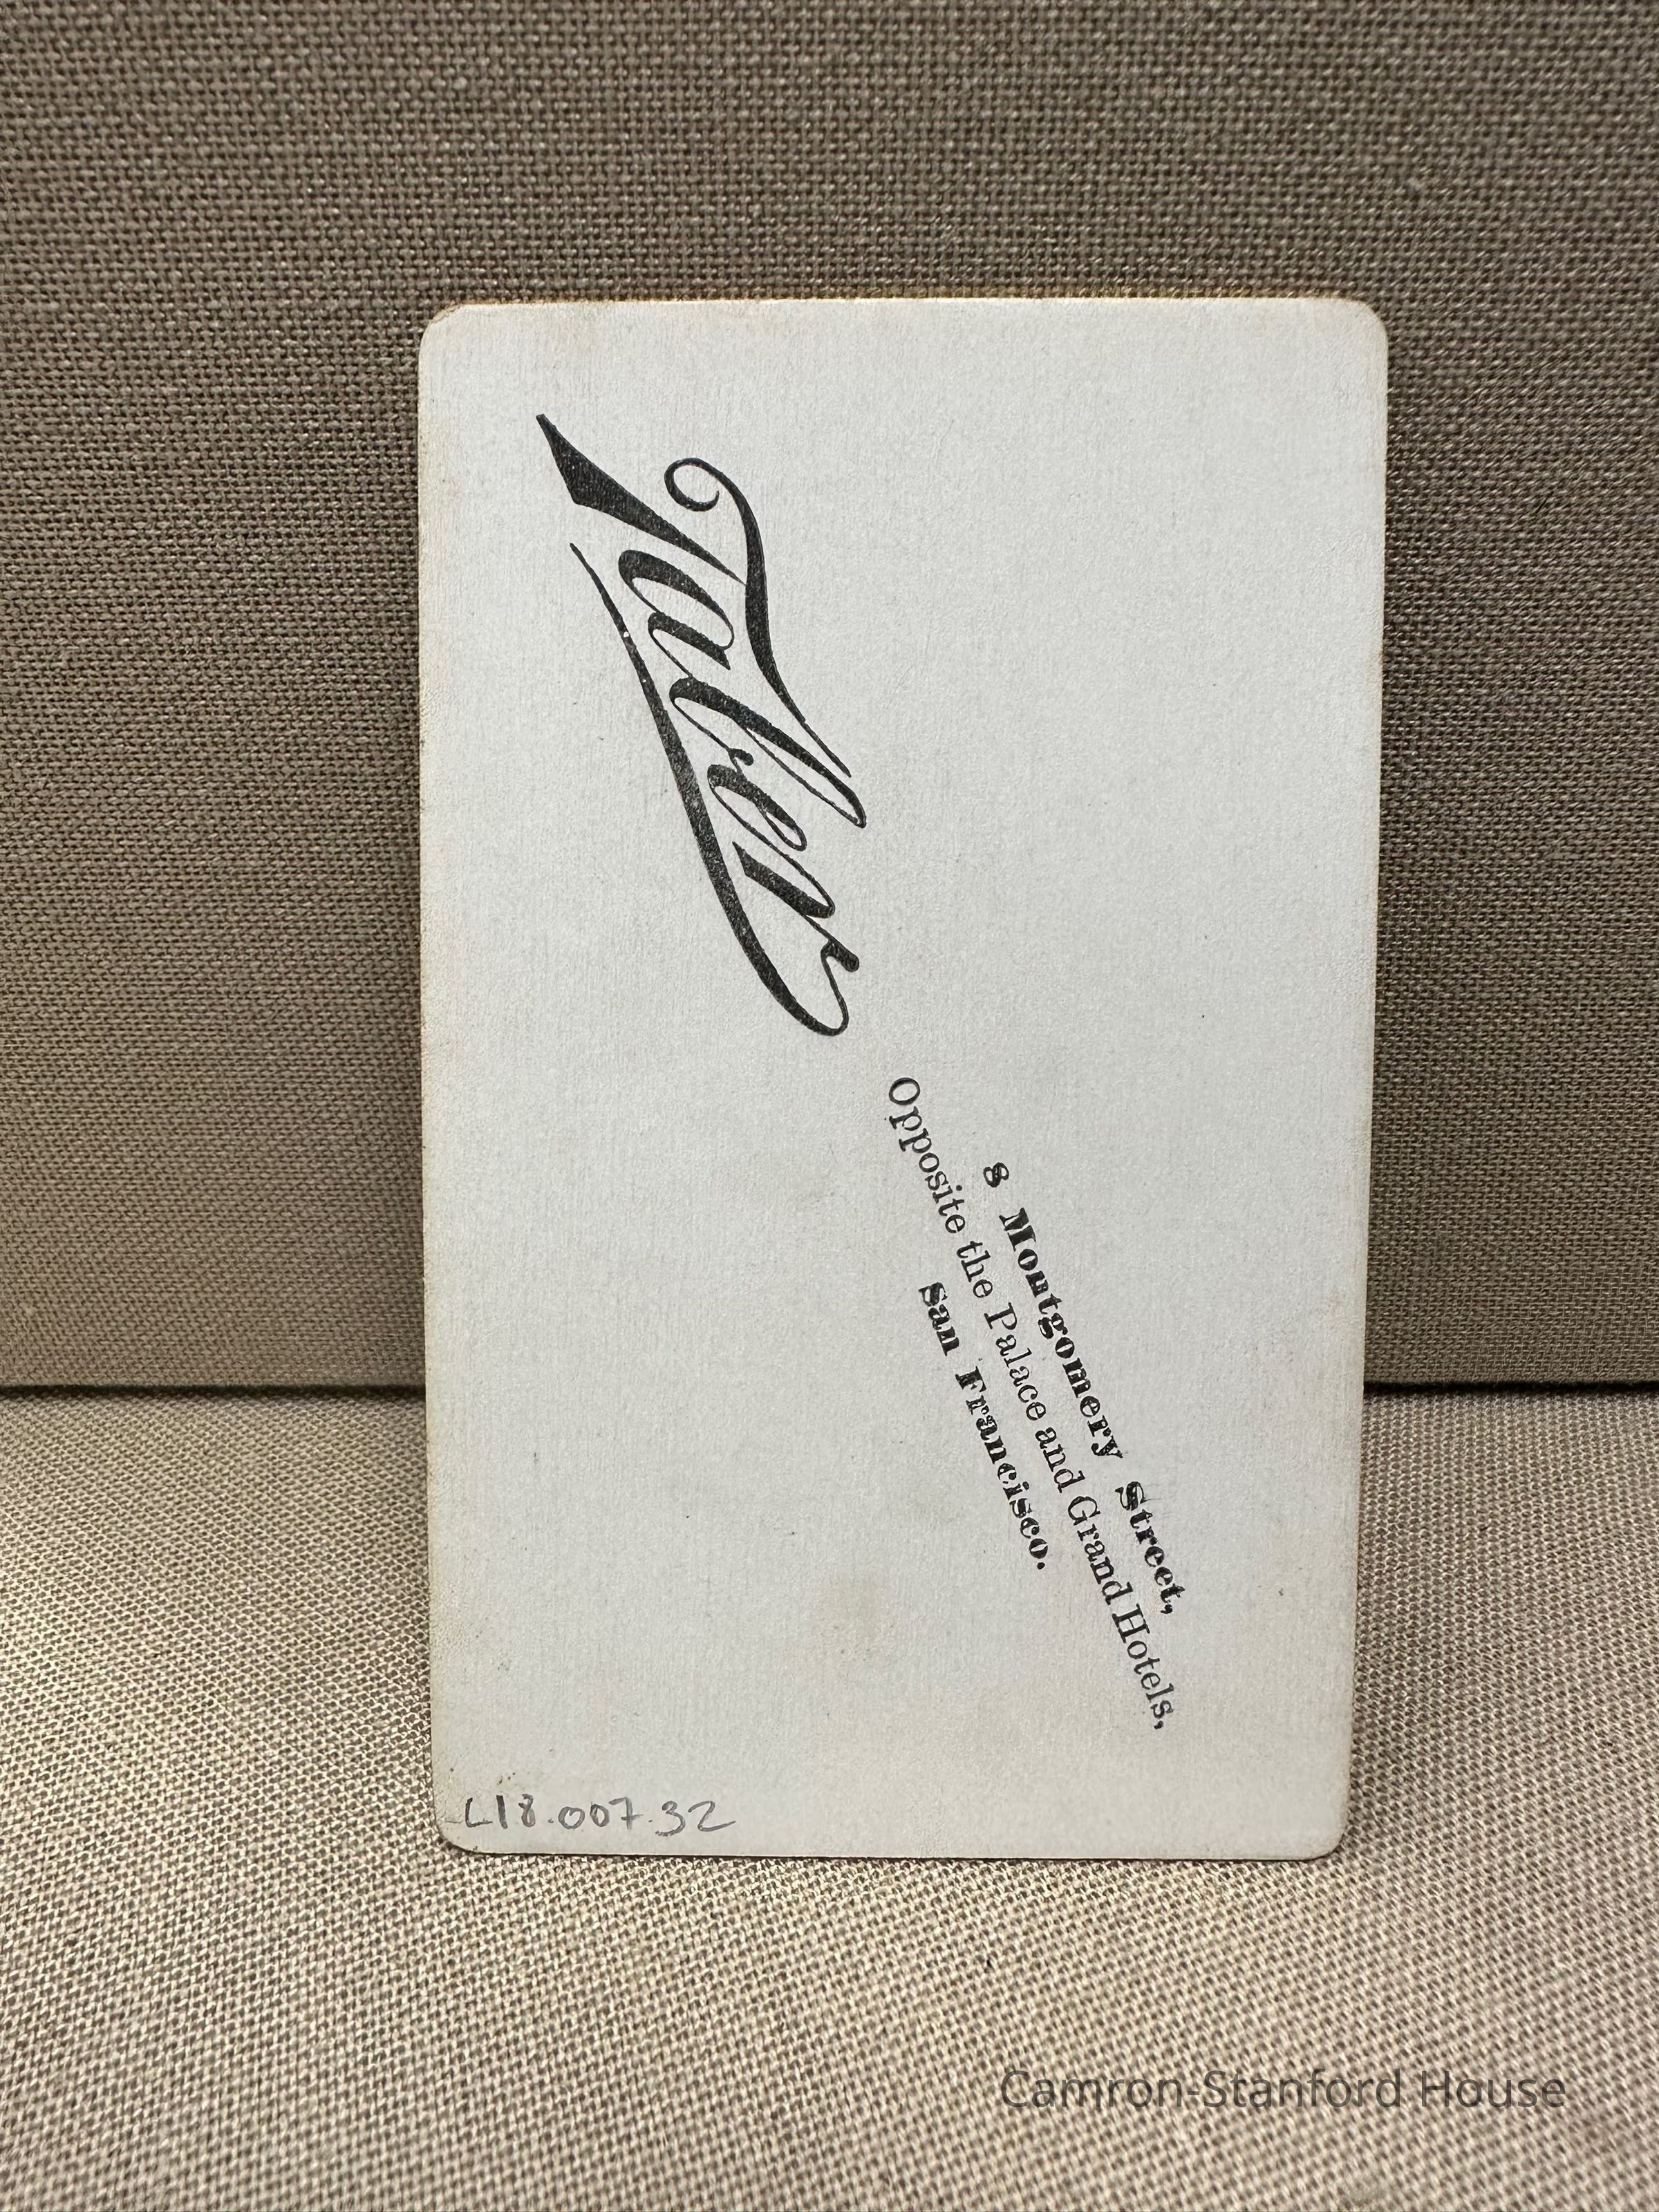 Taber
8 Montgomery Street,
Opposite the Palace and Grand Hotels,
San Francisco.
L18.007.32
Camron-Stanford House